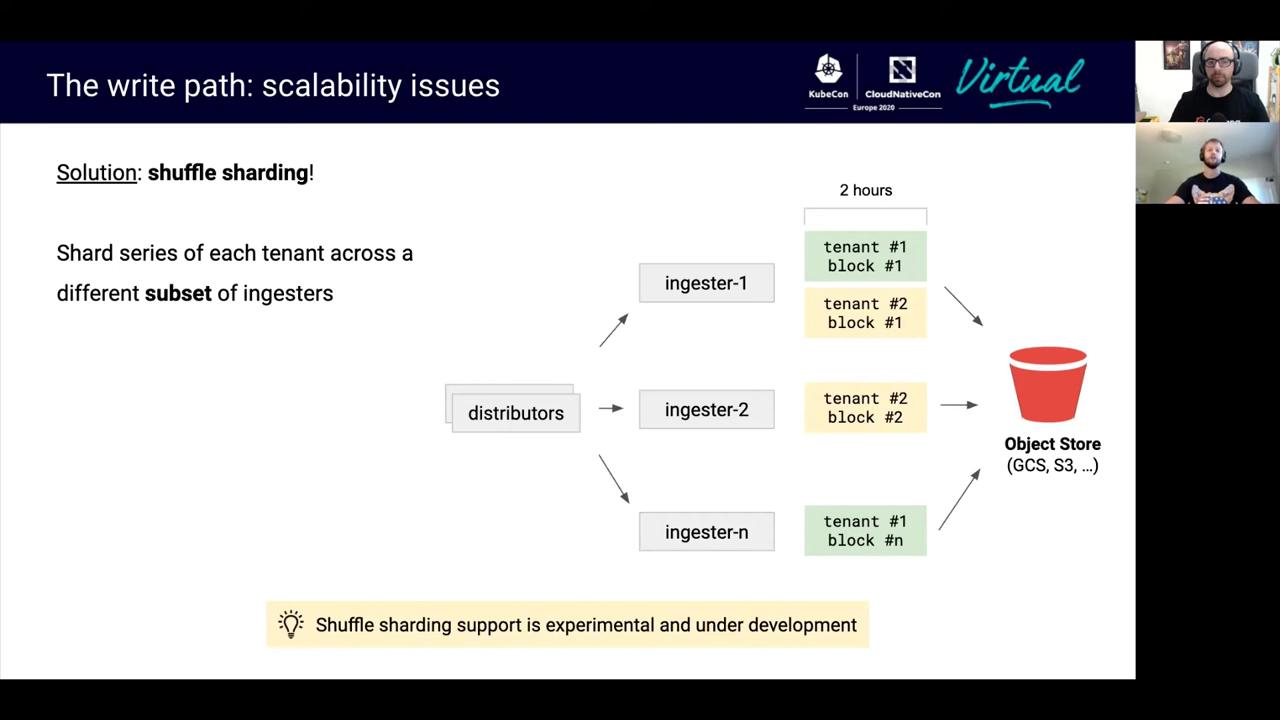 The write path: scalability issues
KubeCon
CloudNativeCon
Europe 2020
Virtual
Solution: shuffle sharding!
Shard series of each tenant across a
different subset of ingesters
2 hours
tenant #1
block #1
ingester-1
tenant #2
block #1
distributors
ingester-2
tenant #2
block #2
Object Store
(GCS, S3, ...)
ingester-n
tenant #1
block #n
Shuffle sharding support is experimental and under development